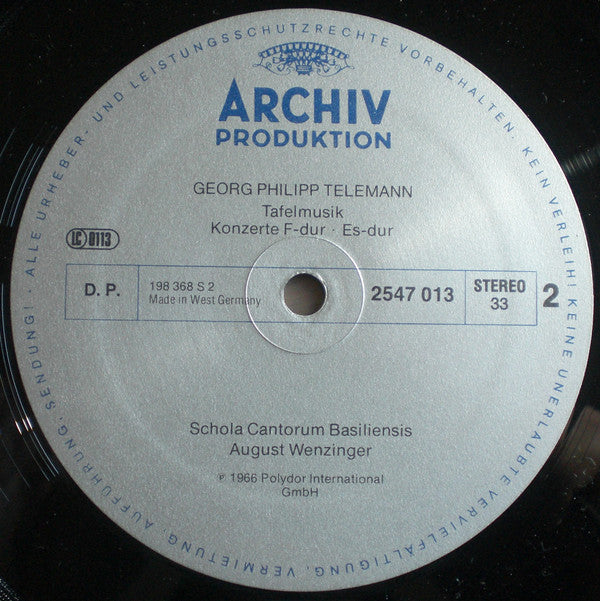 ALLE URHEBER- UND LEISTUNGSSCHUTZRECHTE VORBEHALTEN. KEIN VERLEIH! KEINE UNERLAUBTE VERVIELFÄLTIGUNG, VERMIETUNG, AUFFÜHRUNG, SENDUNG! ·
ARCHIV
PRODUKTION
GEORG PHILIPP TELEMANN
Tafelmusik
Konzerte F-dur · Es-dur
LC 0113
D. P.
198 368 S 2
Made in West Germany
2547 013
STEREO
33
2
Schola Cantorum Basiliensis
August Wenzinger
℗ 1966 Polydor International
GmbH